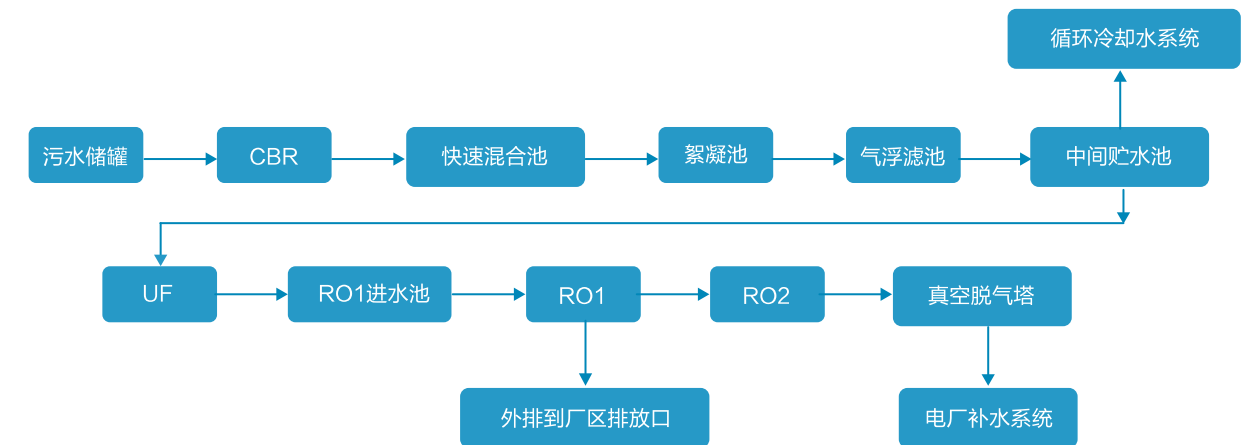 循环冷却水系统
污水储罐
CBR
快速混合池
絮凝池
气浮滤池
中间贮水池
UF
RO1进水池
RO1
RO2
真空脱气塔
外排到厂区排放口
电厂补水系统